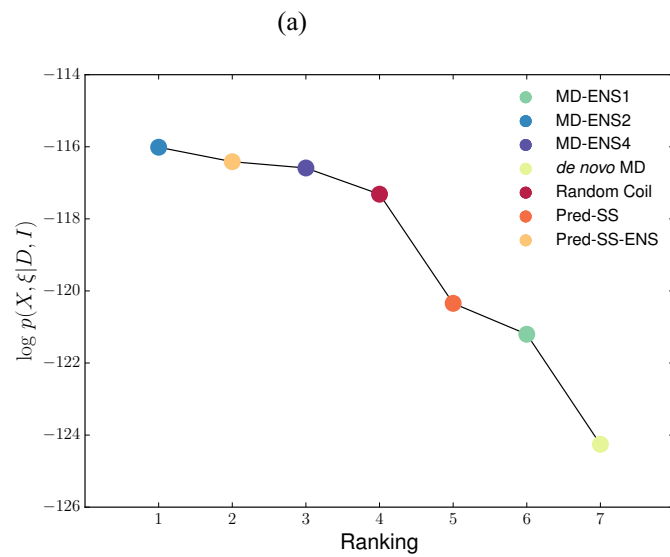 (a)
−114
−116
−118
−120
−122
−124
−126
log p(X, ξ|D, I)
MD-ENS1
MD-ENS2
MD-ENS4
de novo MD
Random Coil
Pred-SS
Pred-SS-ENS
1 2 3 4 5 6 7
Ranking